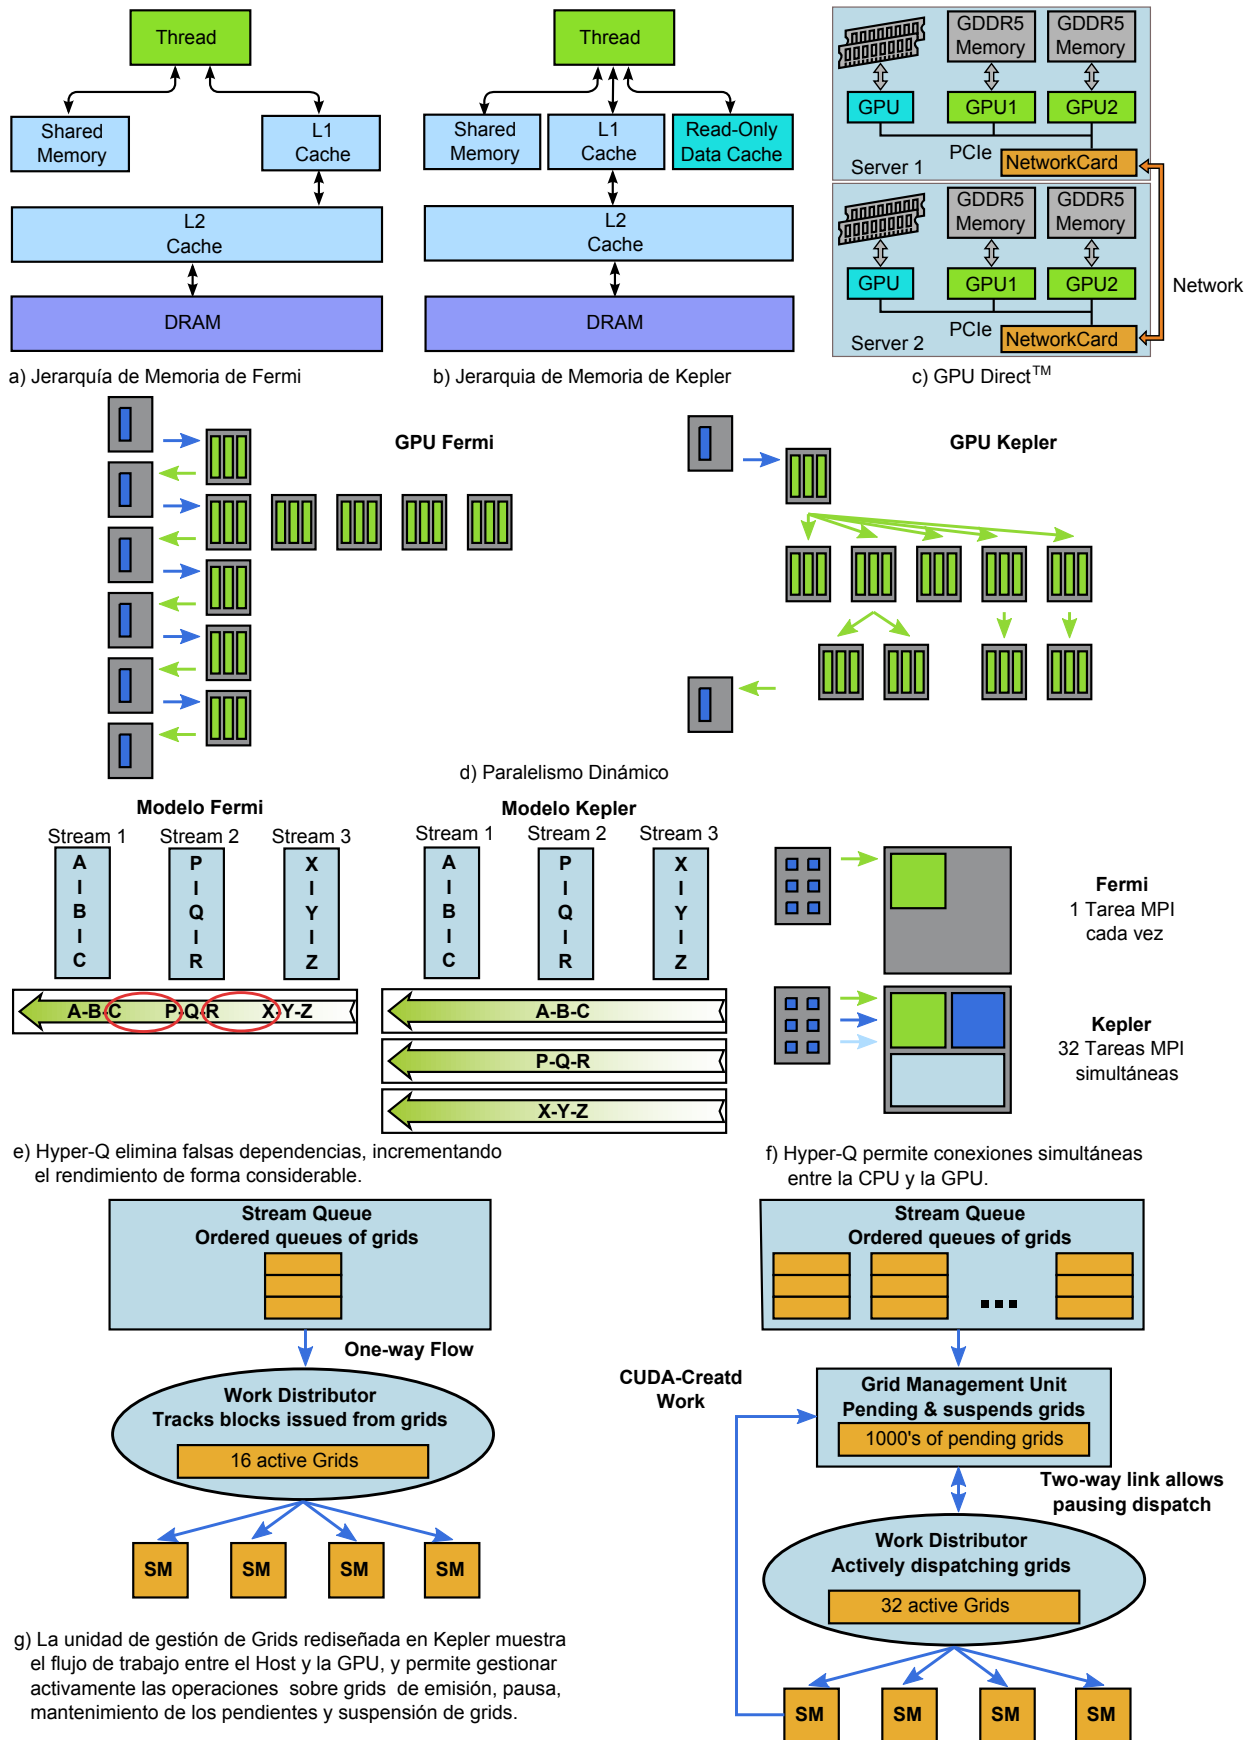 Thread
Shared
Memory
L1
Cache
L2
Cache
DRAM
a) Jerarquía de Memoria de Fermi
Thread
Shared
Memory
L1
Cache
Read-Only
Data Cache
L2
Cache
DRAM
b) Jerarquia de Memoria de Kepler
GDDR5
Memory
GDDR5
Memory
GPU
GPU1
GPU2
PCIe
Server 1
NetworkCard
GDDR5
Memory
GDDR5
Memory
GPU
GPU1
GPU2
PCIe
Server 2
NetworkCard
Network
c) GPU Direct™
GPU Fermi
GPU Kepler
d) Paralelismo Dinámico
Modelo Fermi
Stream 1 Stream 2 Stream 3
A P X
I I I
B Q Y
I I I
C R Z
A-B-C P-Q-R X-Y-Z
Modelo Kepler
Stream 1 Stream 2 Stream 3
A P X
I I I
B Q Y
I I I
C R Z
A-B-C
P-Q-R
X-Y-Z
e) Hyper-Q elimina falsas dependencias, incrementando
el rendimiento de forma considerable.
Fermi
1 Tarea MPI
cada vez
Kepler
32 Tareas MPI
simultáneas
f) Hyper-Q permite conexiones simultáneas
entre la CPU y la GPU.
Stream Queue
Ordered queues of grids
One-way Flow
Work Distributor
Tracks blocks issued from grids
16 active Grids
SM SM SM SM
g) La unidad de gestión de Grids rediseñada en Kepler muestra
el flujo de trabajo entre el Host y la GPU, y permite gestionar
activamente las operaciones sobre grids de emisión, pausa,
mantenimiento de los pendientes y suspensión de grids.
Stream Queue
Ordered queues of grids
...
CUDA-Creatd
Work
Grid Management Unit
Pending & suspends grids
1000's of pending grids
Two-way link allows
pausing dispatch
Work Distributor
Actively dispatching grids
32 active Grids
SM SM SM SM